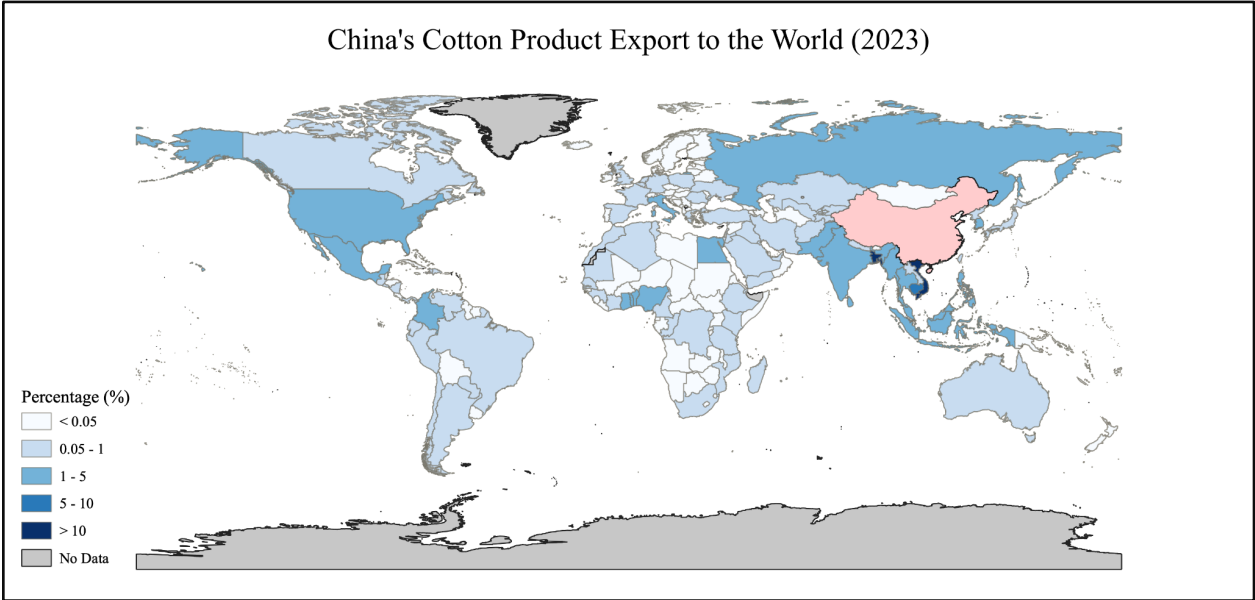 China's Cotton Product Export to the World (2023)
Percentage (%)
< 0.05
0.05 - 1
1 - 5
5 - 10
> 10
No Data